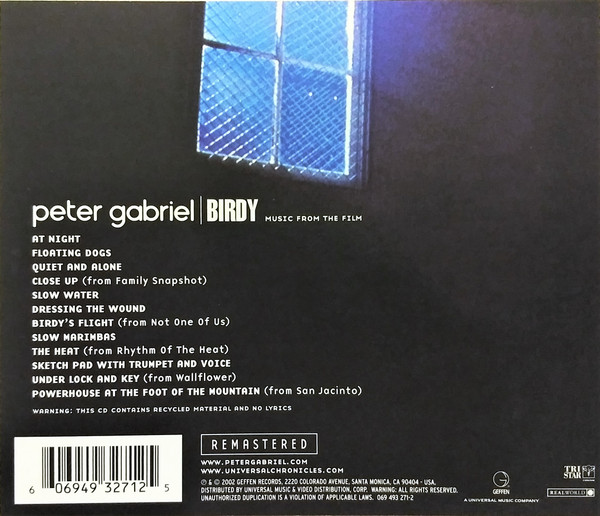 peter gabriel | BIRDY MUSIC FROM THE FILM
AT NIGHT
FLOATING DOGS
QUIET AND ALONE
CLOSE UP (from Family Snapshot)
SLOW WATER
DRESSING THE WOUND
BIRDY'S FLIGHT (from Not One Of Us)
SLOW MARIMBAS
THE HEAT (from Rhythm Of The Heat)
SKETCH PAD WITH TRUMPET AND VOICE
UNDER LOCK AND KEY (from Wallflower)
POWERHOUSE AT THE FOOT OF THE MOUNTAIN (from San Jacinto)
WARNING: THIS CD CONTAINS RECYCLED MATERIAL AND NO LYRICS
REMASTERED
WWW.PETERGABRIEL.COM
WWW.UNIVERSALCHRONICLES.COM
℗ & © 2002 GEFFEN RECORDS, 2220 COLORADO AVENUE, SANTA MONICA, CA 90404 - USA.
DISTRIBUTED BY UNIVERSAL MUSIC & VIDEO DISTRIBUTION, CORP. WARNING: ALL RIGHTS RESERVED.
UNAUTHORIZED DUPLICATION IS A VIOLATION OF APPLICABLE LAWS. 069 493 271-2
6 06949 32712 5
GEFFEN
A UNIVERSAL MUSIC COMPANY
TRI
STAR
REALWORLD